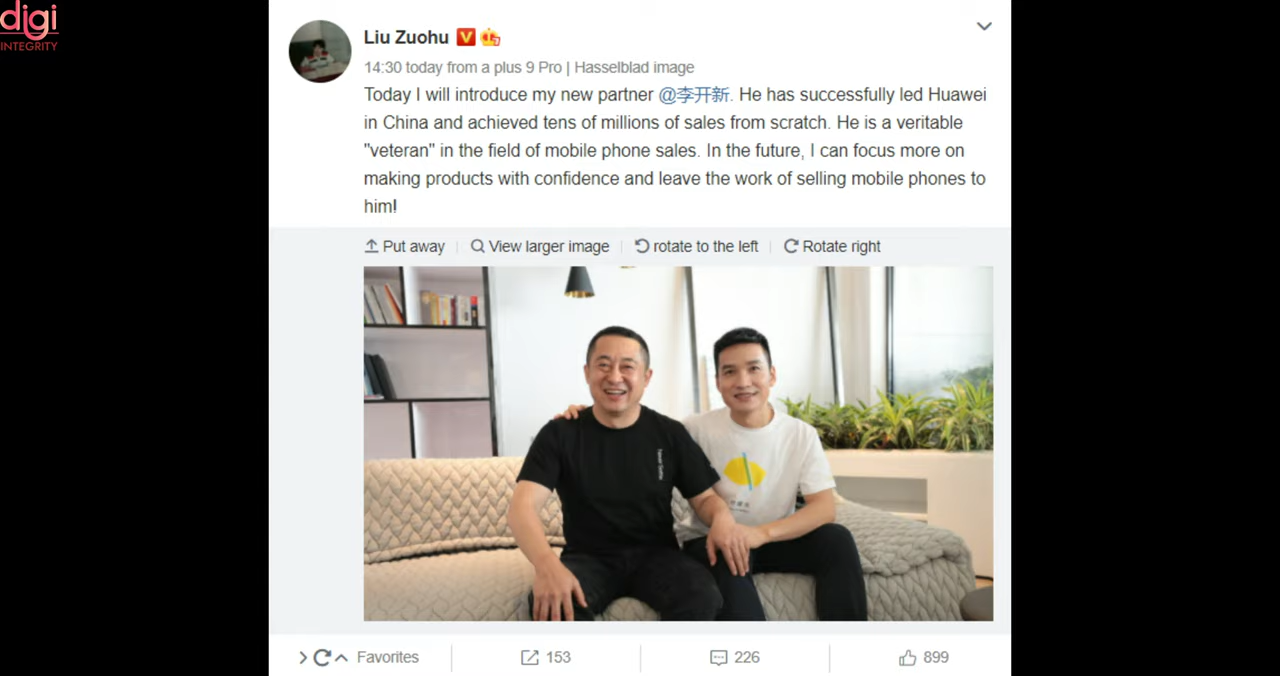 digi
INTEGRITY
Liu Zuohu
14:30 today from a plus 9 Pro | Hasselblad image
Today I will introduce my new partner @李开新. He has successfully led Huawei
in China and achieved tens of millions of sales from scratch. He is a veritable
"veteran" in the field of mobile phone sales. In the future, I can focus more on
making products with confidence and leave the work of selling mobile phones to
him!
Put away
View larger image
rotate to the left
Rotate right
Favorites
153
226
899